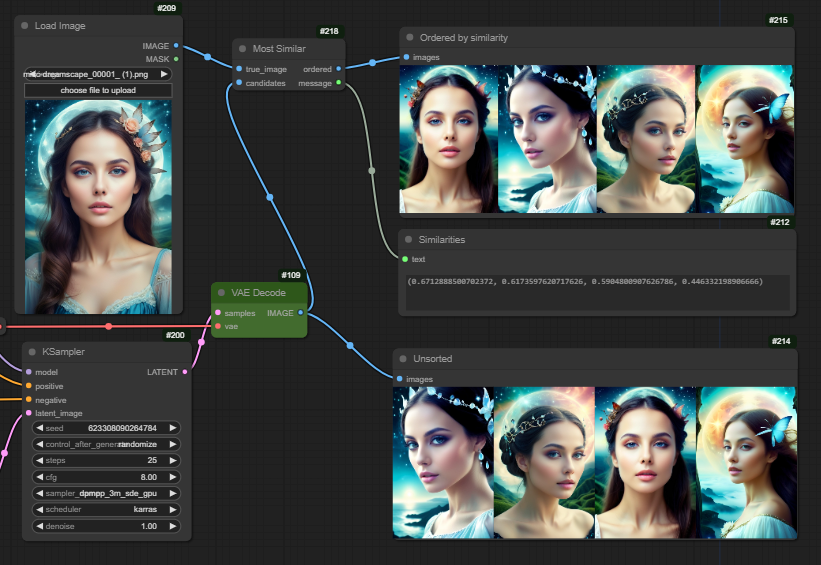 #209
Load Image
IMAGE
MASK
dreamscape_00001_ (1).png
choose file to upload
#218
Most Similar
true_image ordered
candidates message
#215
Ordered by similarity
images
#212
Similarities
text
(0.6712888500702372, 0.6173597620717626, 0.5904800907626786, 0.446332198906666)
#109
VAE Decode
samples IMAGE
vae
#200
KSampler
model LATENT
positive
negative
latent_image
seed 623308090264784
control_after_generate randomize
steps 25
cfg 8.00
sampler_ dpmpp_3m_sde_gpu
scheduler karras
denoise 1.00
#214
Unsorted
images